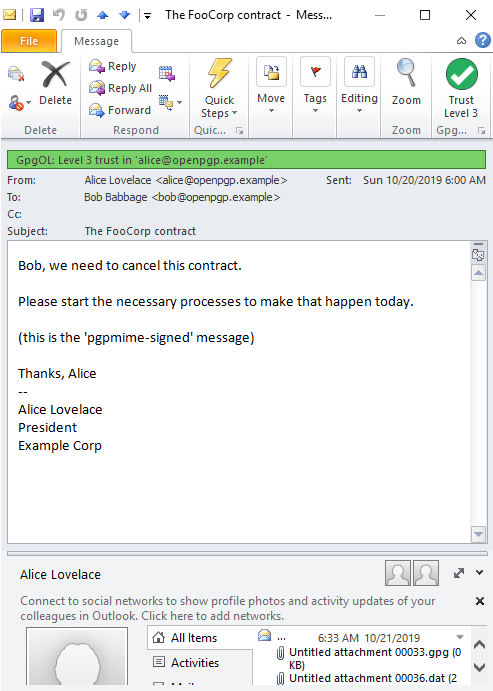 The FooCorp contract - Mess...
File
Message
Delete
Reply
Reply All
Forward
Quick
Steps
Move
Tags
Editing
Zoom
Trust
Level 3
Delete
Respond
Quic...
Zoom
Gpg...
GpgOL: Level 3 trust in 'alice@openpgp.example'
From: Alice Lovelace <alice@openpgp.example> Sent: Sun 10/20/2019 6:00 AM
To: Bob Babbage <bob@openpgp.example>
Cc:
Subject: The FooCorp contract
Bob, we need to cancel this contract.
Please start the necessary processes to make that happen today.
(this is the 'pgpmime-signed' message)
Thanks, Alice
--
Alice Lovelace
President
Example Corp
Alice Lovelace
Connect to social networks to show profile photos and activity updates of your
colleagues in Outlook. Click here to add networks.
All Items
Activities
... 6:33 AM 10/21/2019
Untitled attachment 00033.gpg (0
KB)
Untitled attachment 00036.dat (2